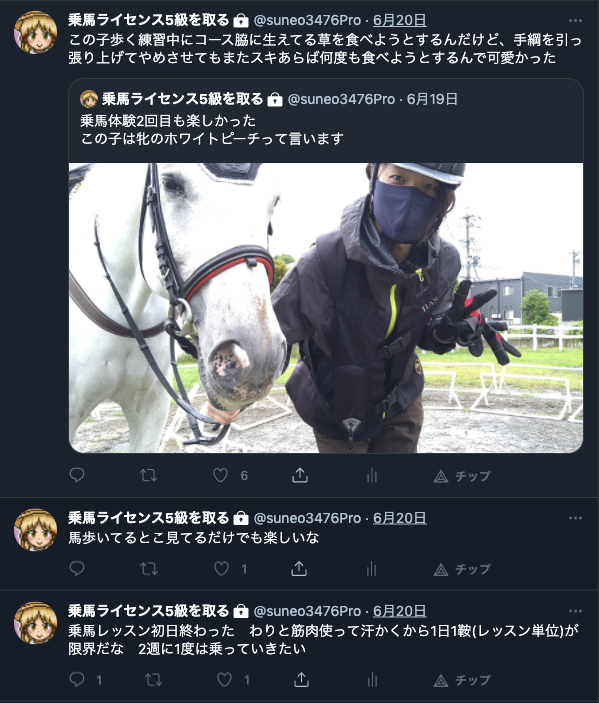 乗馬ライセンス5級を取る @suneo3476Pro · 6月20日
この子歩く練習中にコース脇に生えてる草を食べようとするんだけど、手綱を引っ
張り上げてやめさせてもまたスキあらば何度も食べようとするんで可愛かった
乗馬ライセンス5級を取る @suneo3476Pro · 6月19日
乗馬体験2回目も楽しかった
この子は牝のホワイトピーチって言います
HAS
6 チップ
乗馬ライセンス5級を取る @suneo3476Pro · 6月20日
馬歩いてるとこ見てるだけでも楽しいな
1 チップ
乗馬ライセンス5級を取る @suneo3476Pro · 6月20日
乗馬レッスン初日終わった　わりと筋肉使って汗かくから1日1鞍(レッスン単位)が
限界だな　2週に1度は乗っていきたい
1 1 チップ